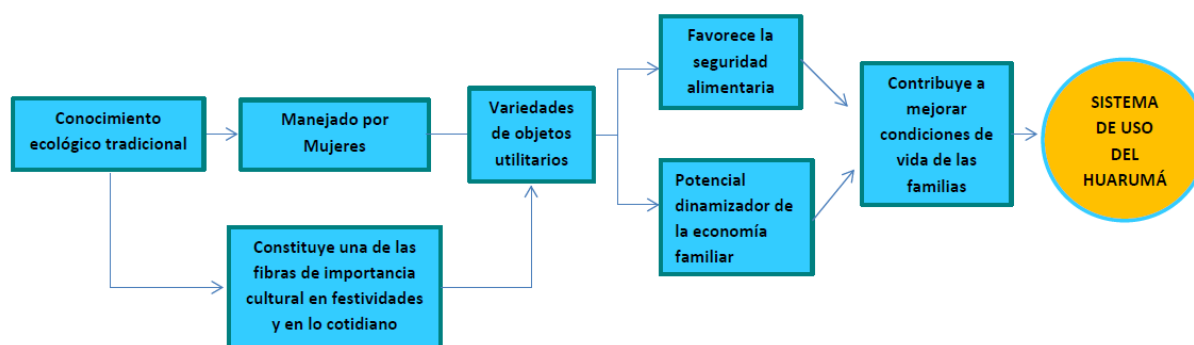 Conocimiento
ecológico tradicional
Manejado por
Mujeres
Constituye una de las
fibras de importancia
cultural en festividades
y en lo cotidiano
Variedades
de objetos
utilitarios
Favorece la
seguridad
alimentaria
Potencial
dinamizador de
la economía
familiar
Contribuye a
mejorar
condiciones de
vida de las
familias
SISTEMA
DE USO
DEL
HUARUMÁ